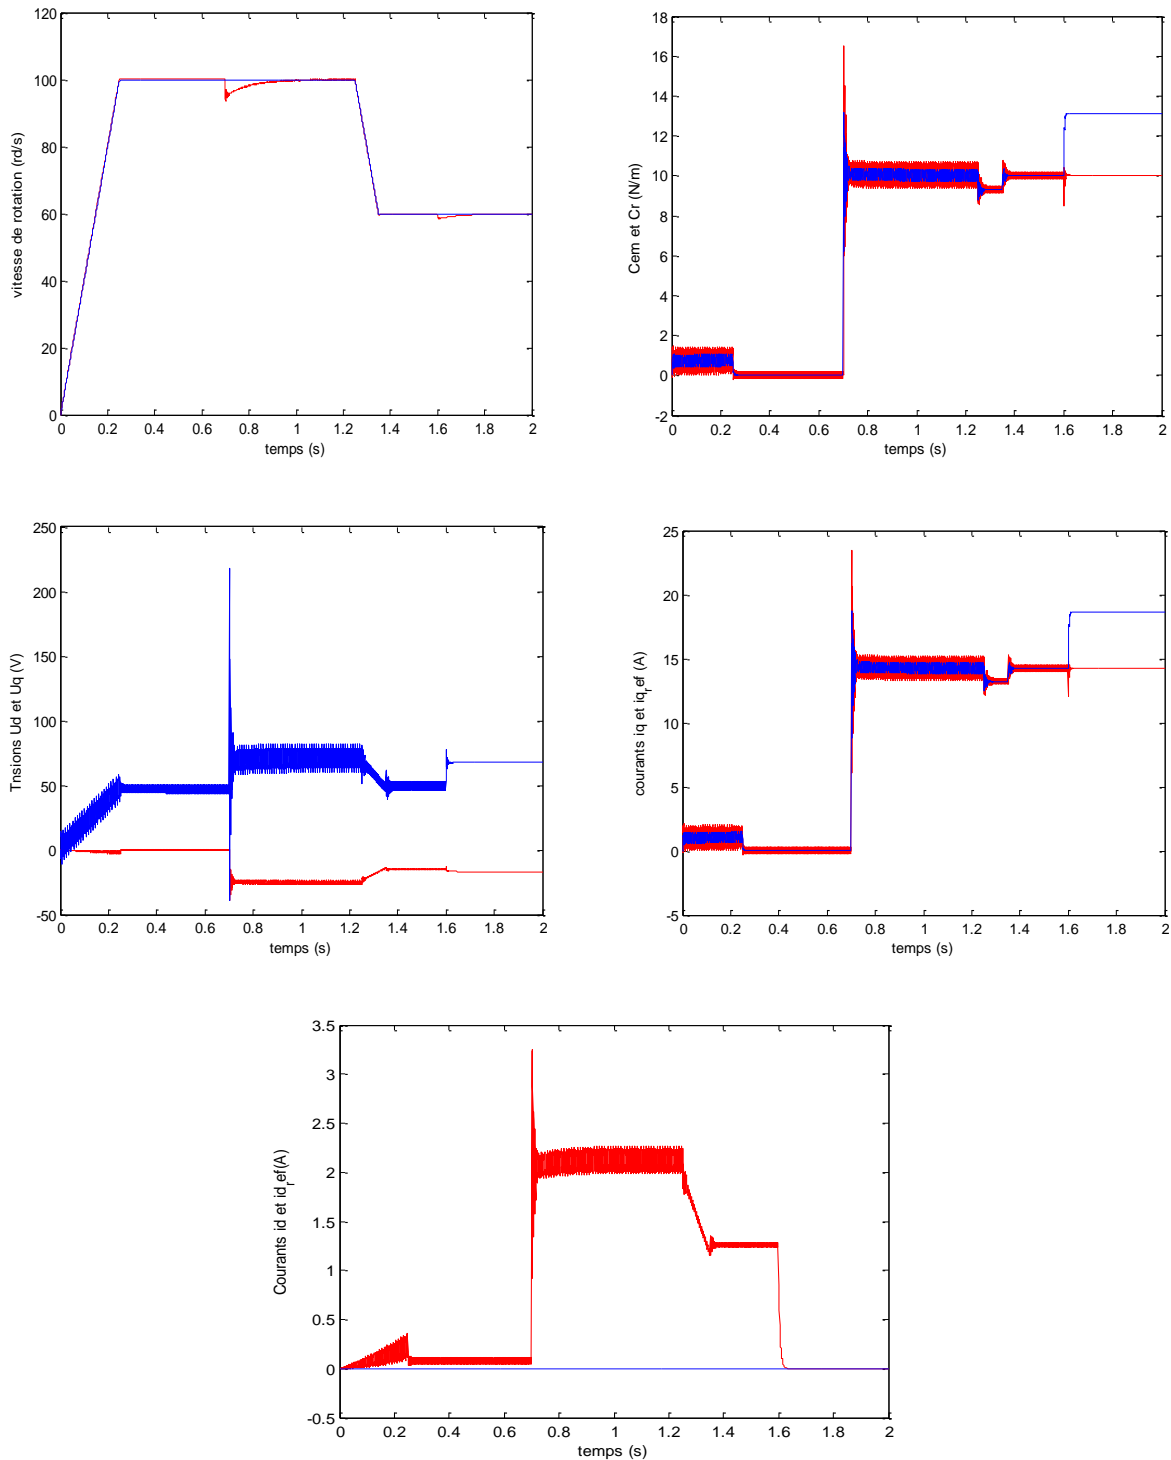 120
100
80
60
40
20
0
vitesse de rotation (rd/s)
0 0.2 0.4 0.6 0.8 1 1.2 1.4 1.6 1.8 2
temps (s)
18
16
14
12
10
8
6
4
2
0
-2
Cem et Cr (N/m)
0 0.2 0.4 0.6 0.8 1 1.2 1.4 1.6 1.8 2
temps (s)
250
200
150
100
50
0
-50
Tnsions Ud et Uq (V)
0 0.2 0.4 0.6 0.8 1 1.2 1.4 1.6 1.8 2
temps (s)
25
20
15
10
5
0
-5
courants iq et iq_ref (A)
0 0.2 0.4 0.6 0.8 1 1.2 1.4 1.6 1.8 2
temps (s)
3.5
3
2.5
2
1.5
1
0.5
0
-0.5
Courants id et id_ref(A)
0 0.2 0.4 0.6 0.8 1 1.2 1.4 1.6 1.8 2
temps (s)